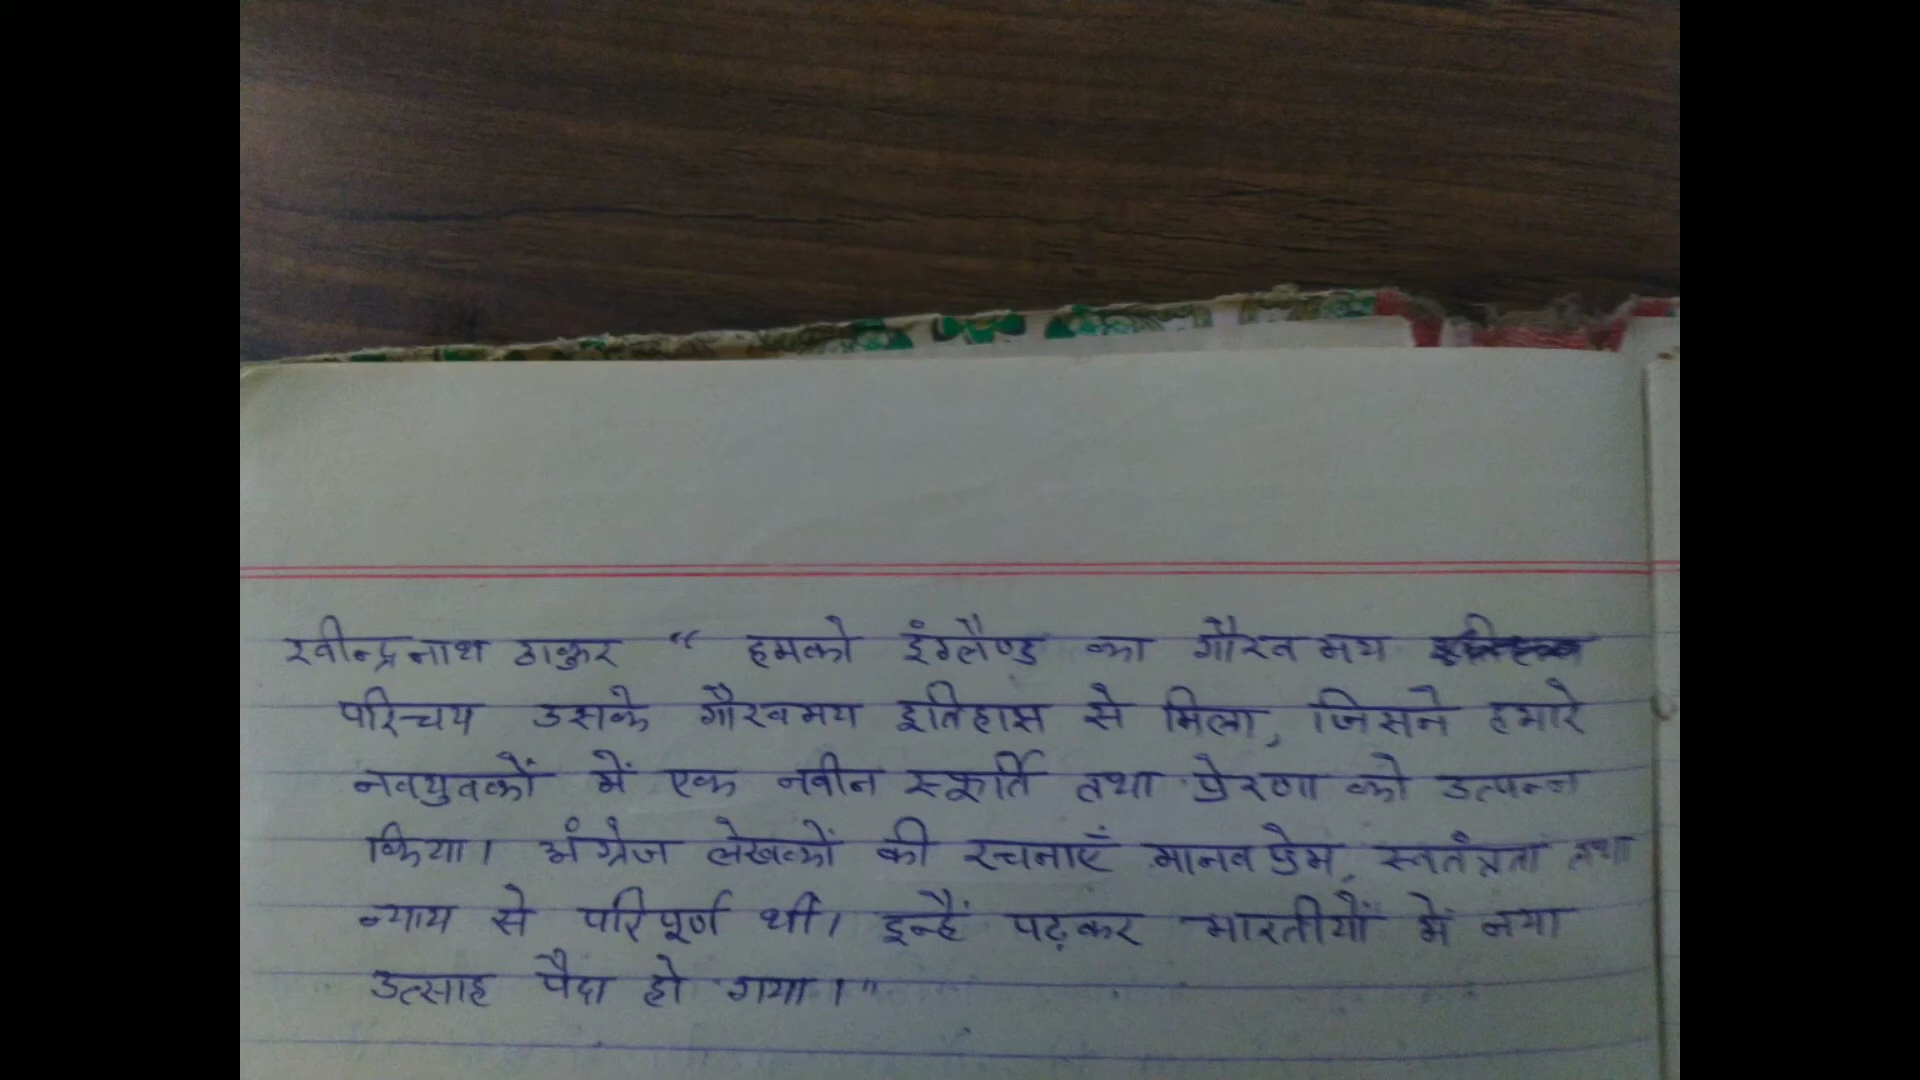 रवीन्द्रनाथ ठाकुर “ हमको इंग्लैण्ड का गौरवमय
परिचय उसके गौरवमय इतिहास से मिला, जिसने हमारे
नवयुवकों में एक नवीन स्फूर्ति तथा प्रेरणा को उत्पन्न
किया। अंग्रेज लेखकों की रचनाएँ मानव प्रेम, स्वतंत्रता तथा
न्याय से परिपूर्ण थीं। इन्हैं पढ़कर भारतीयों में नया
उत्साह पैदा हो गया।”